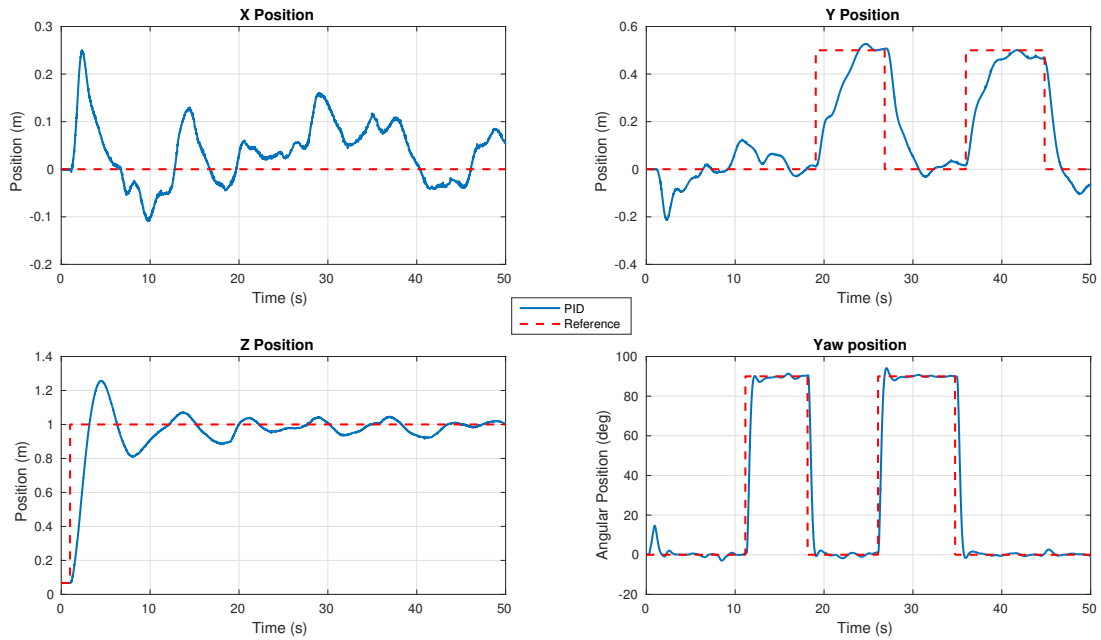 X Position
Position (m)
0.3
0.2
0.1
0
-0.1
-0.2
0 10 20 30 40 50
Time (s)
Y Position
Position (m)
0.6
0.4
0.2
0
-0.2
-0.4
0 10 20 30 40 50
Time (s)
PID
Reference
Z Position
Position (m)
1.4
1.2
1
0.8
0.6
0.4
0.2
0
0 10 20 30 40 50
Time (s)
Yaw position
Angular Position (deg)
100
80
60
40
20
0
-20
0 10 20 30 40 50
Time (s)